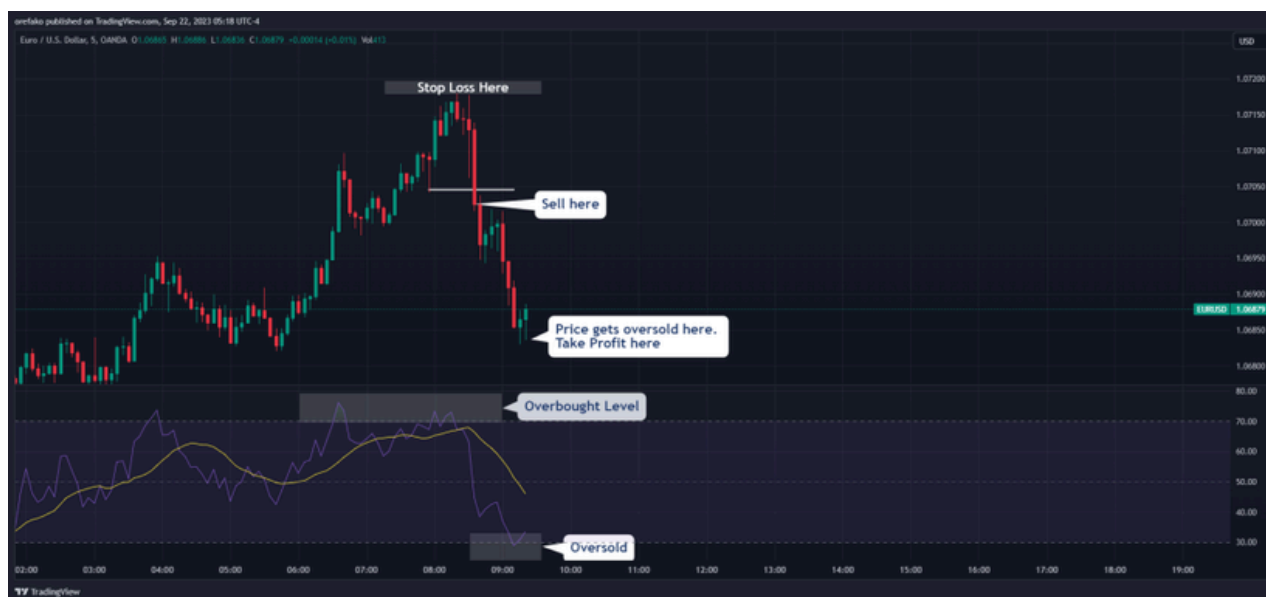 orefako published on TradingView.com, Sep 22, 2023 05:18 UTC-4
Euro / U.S. Dollar, 5, OANDA O1.06865 H1.06886 L1.06836 C1.06879 +0.00014 (+0.01%) Vol413
USD
Stop Loss Here
1.07200
1.07150
1.07100
1.07050
Sell here
1.07000
1.06950
1.06900
EURUSD 1.06879
Price gets oversold here.
Take Profit here
1.06850
1.06800
80.00
Overbought Level
70.00
60.00
50.00
40.00
30.00
Oversold
02:00 03:00 04:00 05:00 06:00 07:00 08:00 09:00 10:00 11:00 12:00 13:00 14:00 15:00 16:00 17:00 18:00 19:00
TradingView